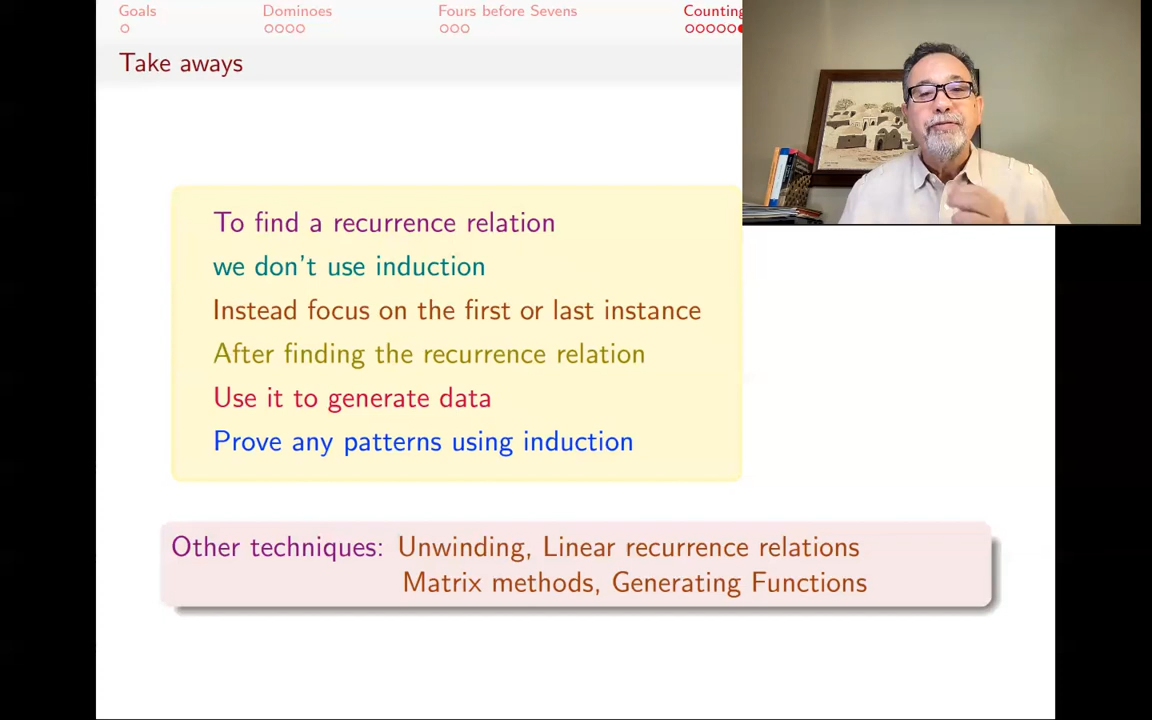 Goals Dominoes Fours before Sevens Counting
Take aways
To find a recurrence relation
we don't use induction
Instead focus on the first or last instance
After finding the recurrence relation
Use it to generate data
Prove any patterns using induction
Other techniques: Unwinding, Linear recurrence relations
Matrix methods, Generating Functions